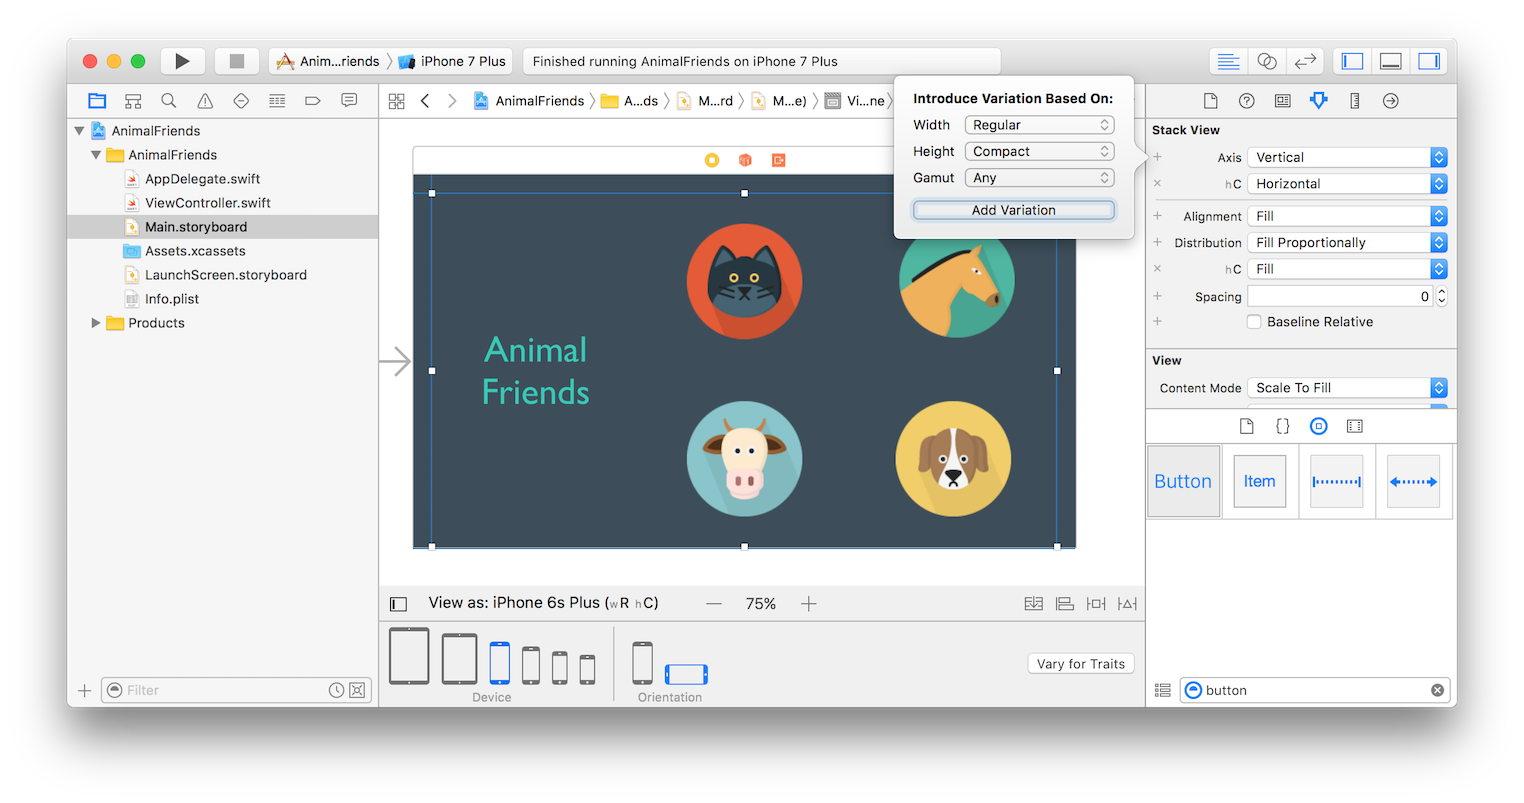 Anim...riends
iPhone 7 Plus
Finished running AnimalFriends on iPhone 7 Plus
AnimalFriends
AnimalFriends
AppDelegate.swift
ViewController.swift
Main.storyboard
Assets.xcassets
LaunchScreen.storyboard
Info.plist
Products
Filter
AnimalFriends
A...ds
M...rd
M...e)
Vi...ne
Introduce Variation Based On:
Width Regular
Height Compact
Gamut Any
Add Variation
Animal
Friends
View as: iPhone 6s Plus (wR hC)
75%
Device
Orientation
Vary for Traits
Stack View
Axis Vertical
hC Horizontal
Alignment Fill
Distribution Fill Proportionally
hC Fill
Spacing 0
Baseline Relative
View
Content Mode Scale To Fill
{}
Button
Item
button